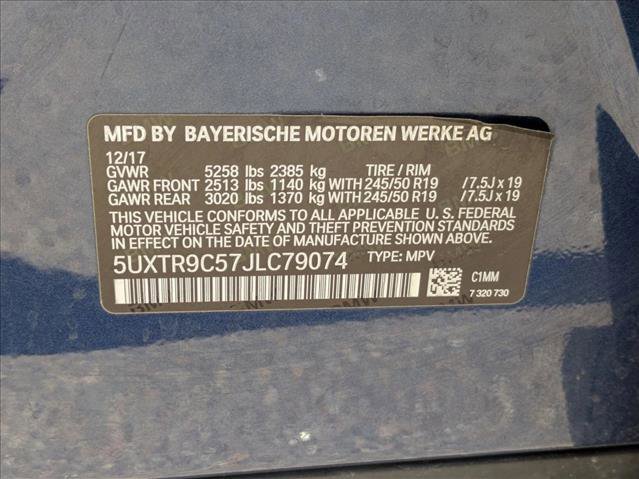 MFD BY BAYERISCHE MOTOREN WERKE AG
12/17
GVWR 5258 lbs 2385 kg TIRE / RIM
GAWR FRONT 2513 lbs 1140 kg WITH 245/50 R19 /7.5J x 19
GAWR REAR 3020 lbs 1370 kg WITH 245/50 R19 /7.5J x 19
THIS VEHICLE CONFORMS TO ALL APPLICABLE U. S. FEDERAL
MOTOR VEHICLE SAFETY AND THEFT PREVENTION STANDARDS
IN EFFECT ON THE DATE OF MANUFACTURE SHOWN ABOVE.
5UXTR9C57JLC79074 TYPE: MPV
C1MM
7 320 730